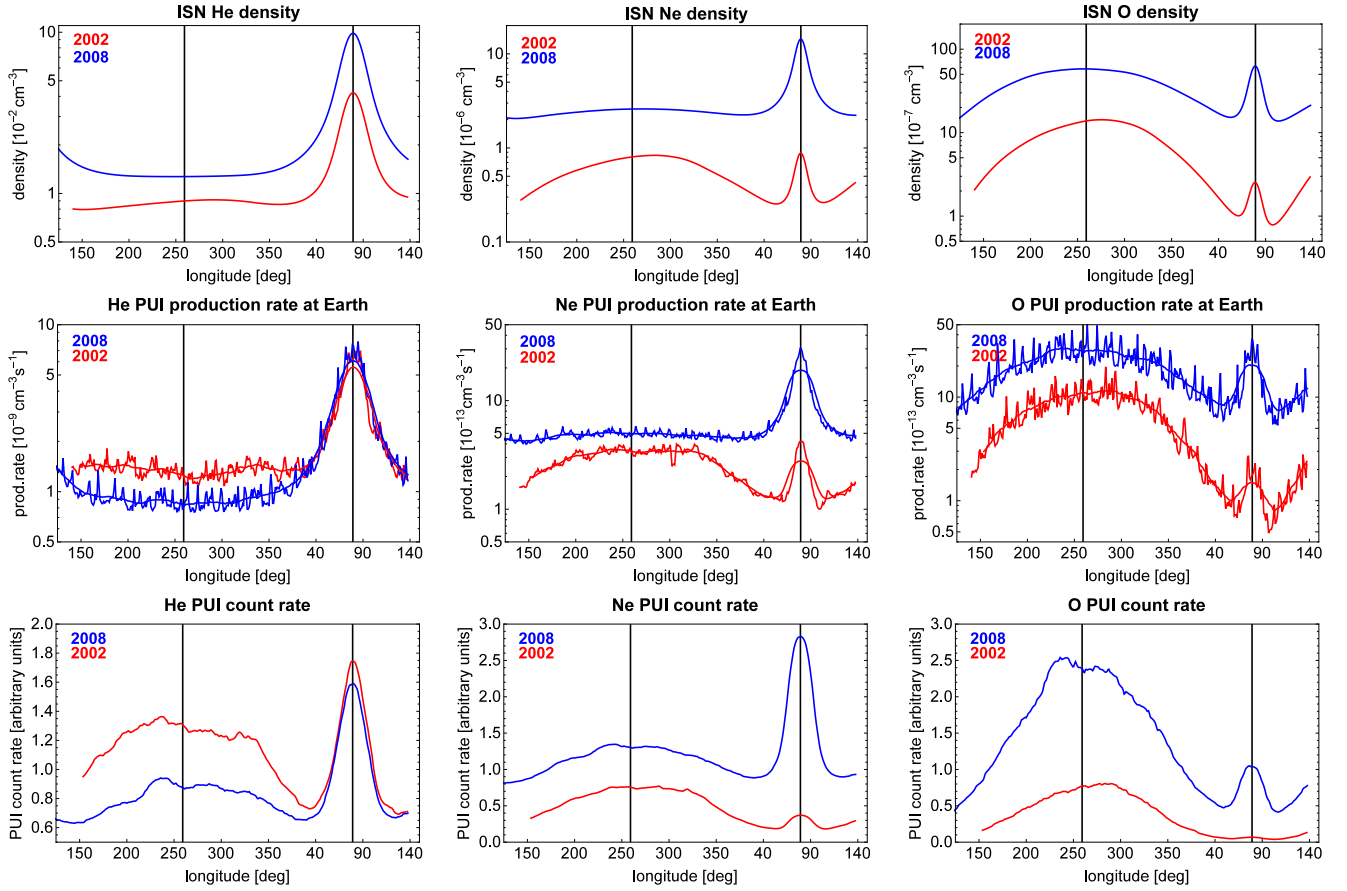 ISN He density
2002
2008
density [10⁻² cm⁻³]
10
5
1
0.5
150 200 250 300 40 90 140
longitude [deg]
ISN Ne density
2002
2008
density [10⁻⁶ cm⁻³]
10
5
1
0.5
0.1
150 200 250 300 40 90 140
longitude [deg]
ISN O density
2002
2008
density [10⁻⁷ cm⁻³]
100
50
10
5
1
0.5
150 200 250 300 40 90 140
longitude [deg]
He PUI production rate at Earth
2008
2002
prod.rate [10⁻⁹ cm⁻³s⁻¹]
10
5
1
0.5
150 200 250 300 40 90 140
longitude [deg]
Ne PUI production rate at Earth
2008
2002
prod.rate [10⁻¹³ cm⁻³s⁻¹]
50
10
5
1
0.5
150 200 250 300 40 90 140
longitude [deg]
O PUI production rate at Earth
2008
2002
prod.rate [10⁻¹³ cm⁻³s⁻¹]
50
10
5
1
0.5
150 200 250 300 40 90 140
longitude [deg]
He PUI count rate
2008
2002
PUI count rate [arbitrary units]
2.0
1.8
1.6
1.4
1.2
1.0
0.8
0.6
150 200 250 300 40 90 140
longitude [deg]
Ne PUI count rate
2008
2002
PUI count rate [arbitrary units]
3.0
2.5
2.0
1.5
1.0
0.5
0.0
150 200 250 300 40 90 140
longitude [deg]
O PUI count rate
2008
2002
PUI count rate [arbitrary units]
3.0
2.5
2.0
1.5
1.0
0.5
0.0
150 200 250 300 40 90 140
longitude [deg]